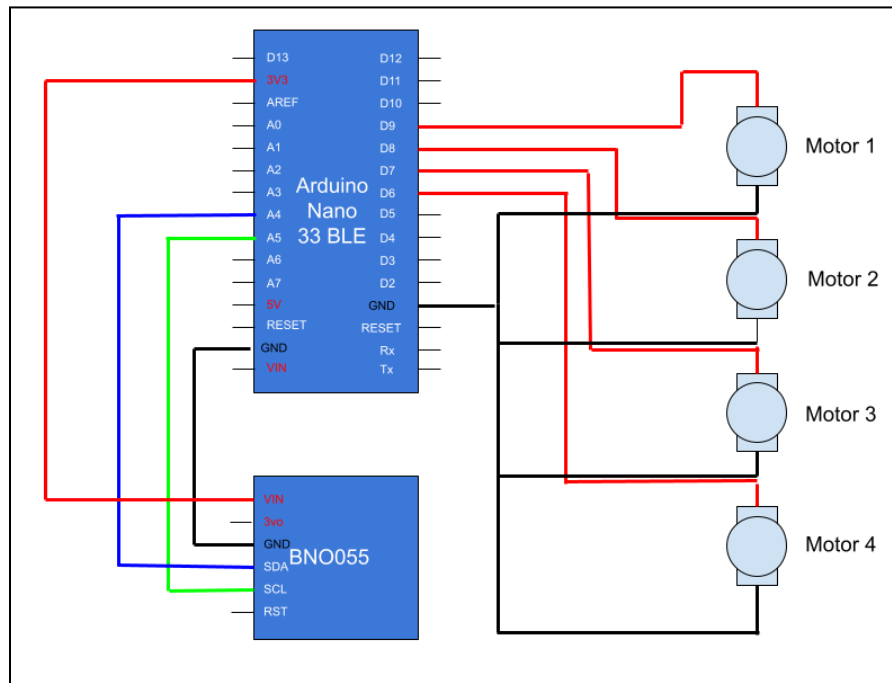 D13
3V3
AREF
A0
A1
A2
A3
A4
A5
A6
A7
5V
RESET
GND
VIN
Arduino
Nano
33 BLE
D12
D11
D10
D9
D8
D7
D6
D5
D4
D3
D2
GND
RESET
Rx
Tx
Motor 1
Motor 2
Motor 3
Motor 4
VIN
3vo
GND
SDA
SCL
RST
BNO055